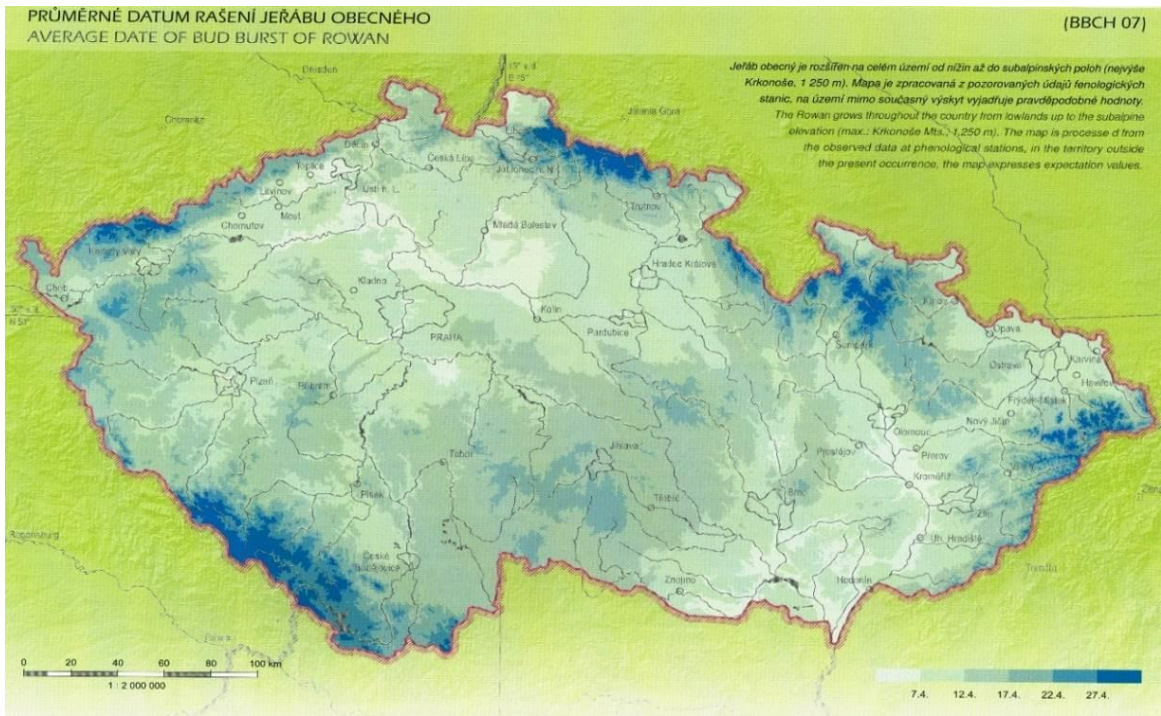 PRŮMĚRNÉ DATUM RAŠENÍ JEŘÁBU OBECNÉHO
(BBCH 07)
AVERAGE DATE OF BUD BURST OF ROWAN
Jeřáb obecný je rozšířen na celém území od nížin až do subalpinských poloh (nejvýše
Krkonoše, 1 250 m). Mapa je zpracovaná z pozorovaných údajů fenologických
stanic, na území mimo současný výskyt vyjadřuje pravděpodobné hodnoty.
The Rowan grows throughout the country from lowlands up to the subalpine
elevation (max.: Krkonoše Mts., 1,250 m). The map is processe d from
the observed data at phenological stations, in the territory outside
the present occurrence, the map expresses expectation values.
15° v.d.
E 15°
Dresden
Chemnitz
Jelenia Góra
Děčín
Česká Lípa
Jablonec n. N.
Teplice
Ústí n. L.
Litvínov
Most
Chomutov
Trutnov
Mladá Boleslav
Karlovy Vary
Cheb
Kladno
Hradec Králové
Kolín
Pardubice
PRAHA
Krnov
Opava
Šumperk
Ostrava
Karviná
Havířov
Frýdek-Místek
Nový Jičín
Plzeň
Příbram
Olomouc
Přerov
Prostějov
Jihlava
Tábor
Kroměříž
Zlín
Písek
Třebíč
Brno
Uh. Hradiště
České
Budějovice
Znojmo
Hodonín
Regensburg
N 51°
0 20 40 60 80 100 km
1 : 2 000 000
7.4. 12.4. 17.4. 22.4. 27.4.